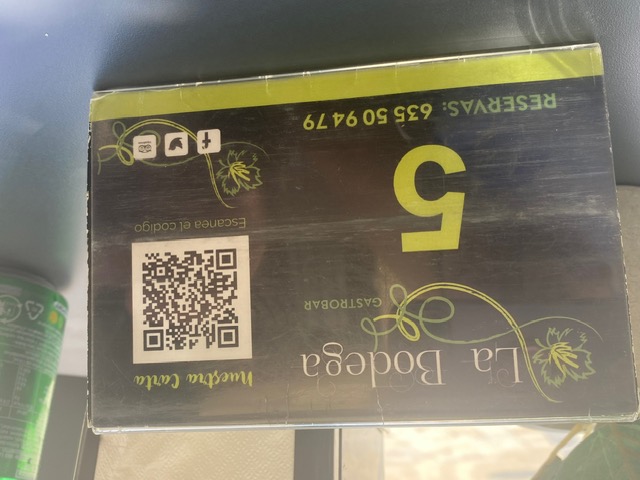 La Bodega
GASTROBAR
5
RESERVAS: 635 50 94 79
Nuestra Carta
Escanea el codigo